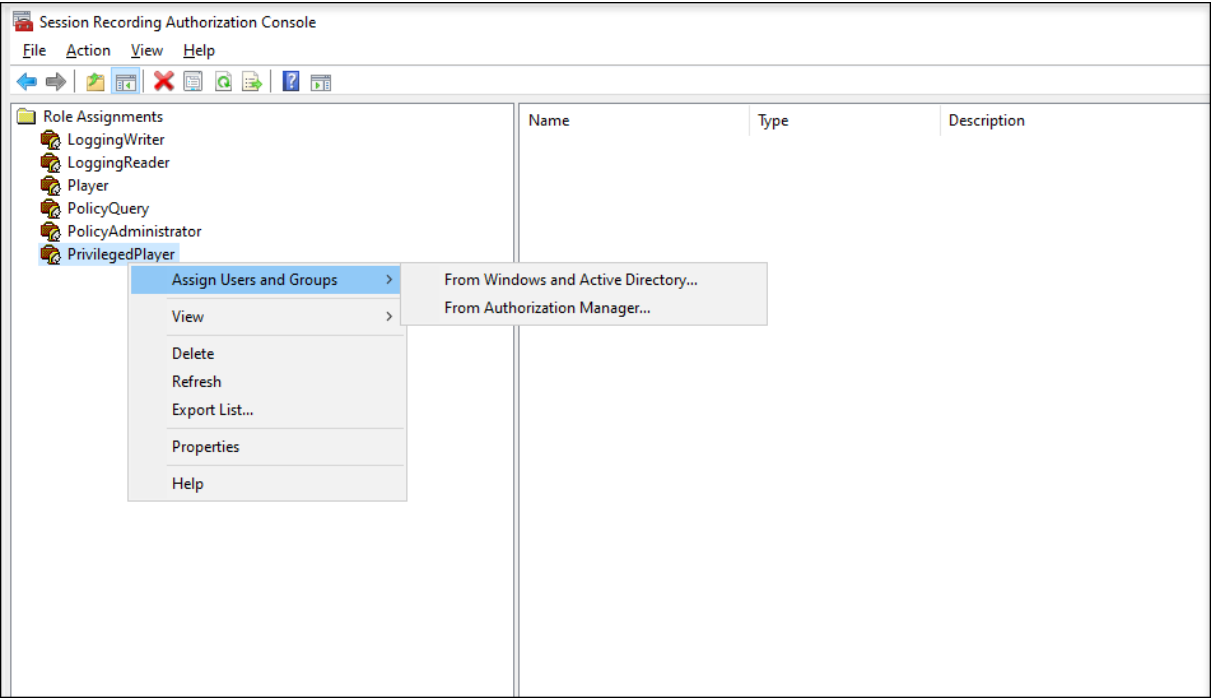 Session Recording Authorization Console
File Action View Help
Role Assignments
LoggingWriter
LoggingReader
Player
PolicyQuery
PolicyAdministrator
PrivilegedPlayer
Name Type Description
Assign Users and Groups
View
Delete
Refresh
Export List...
Properties
Help
From Windows and Active Directory...
From Authorization Manager...